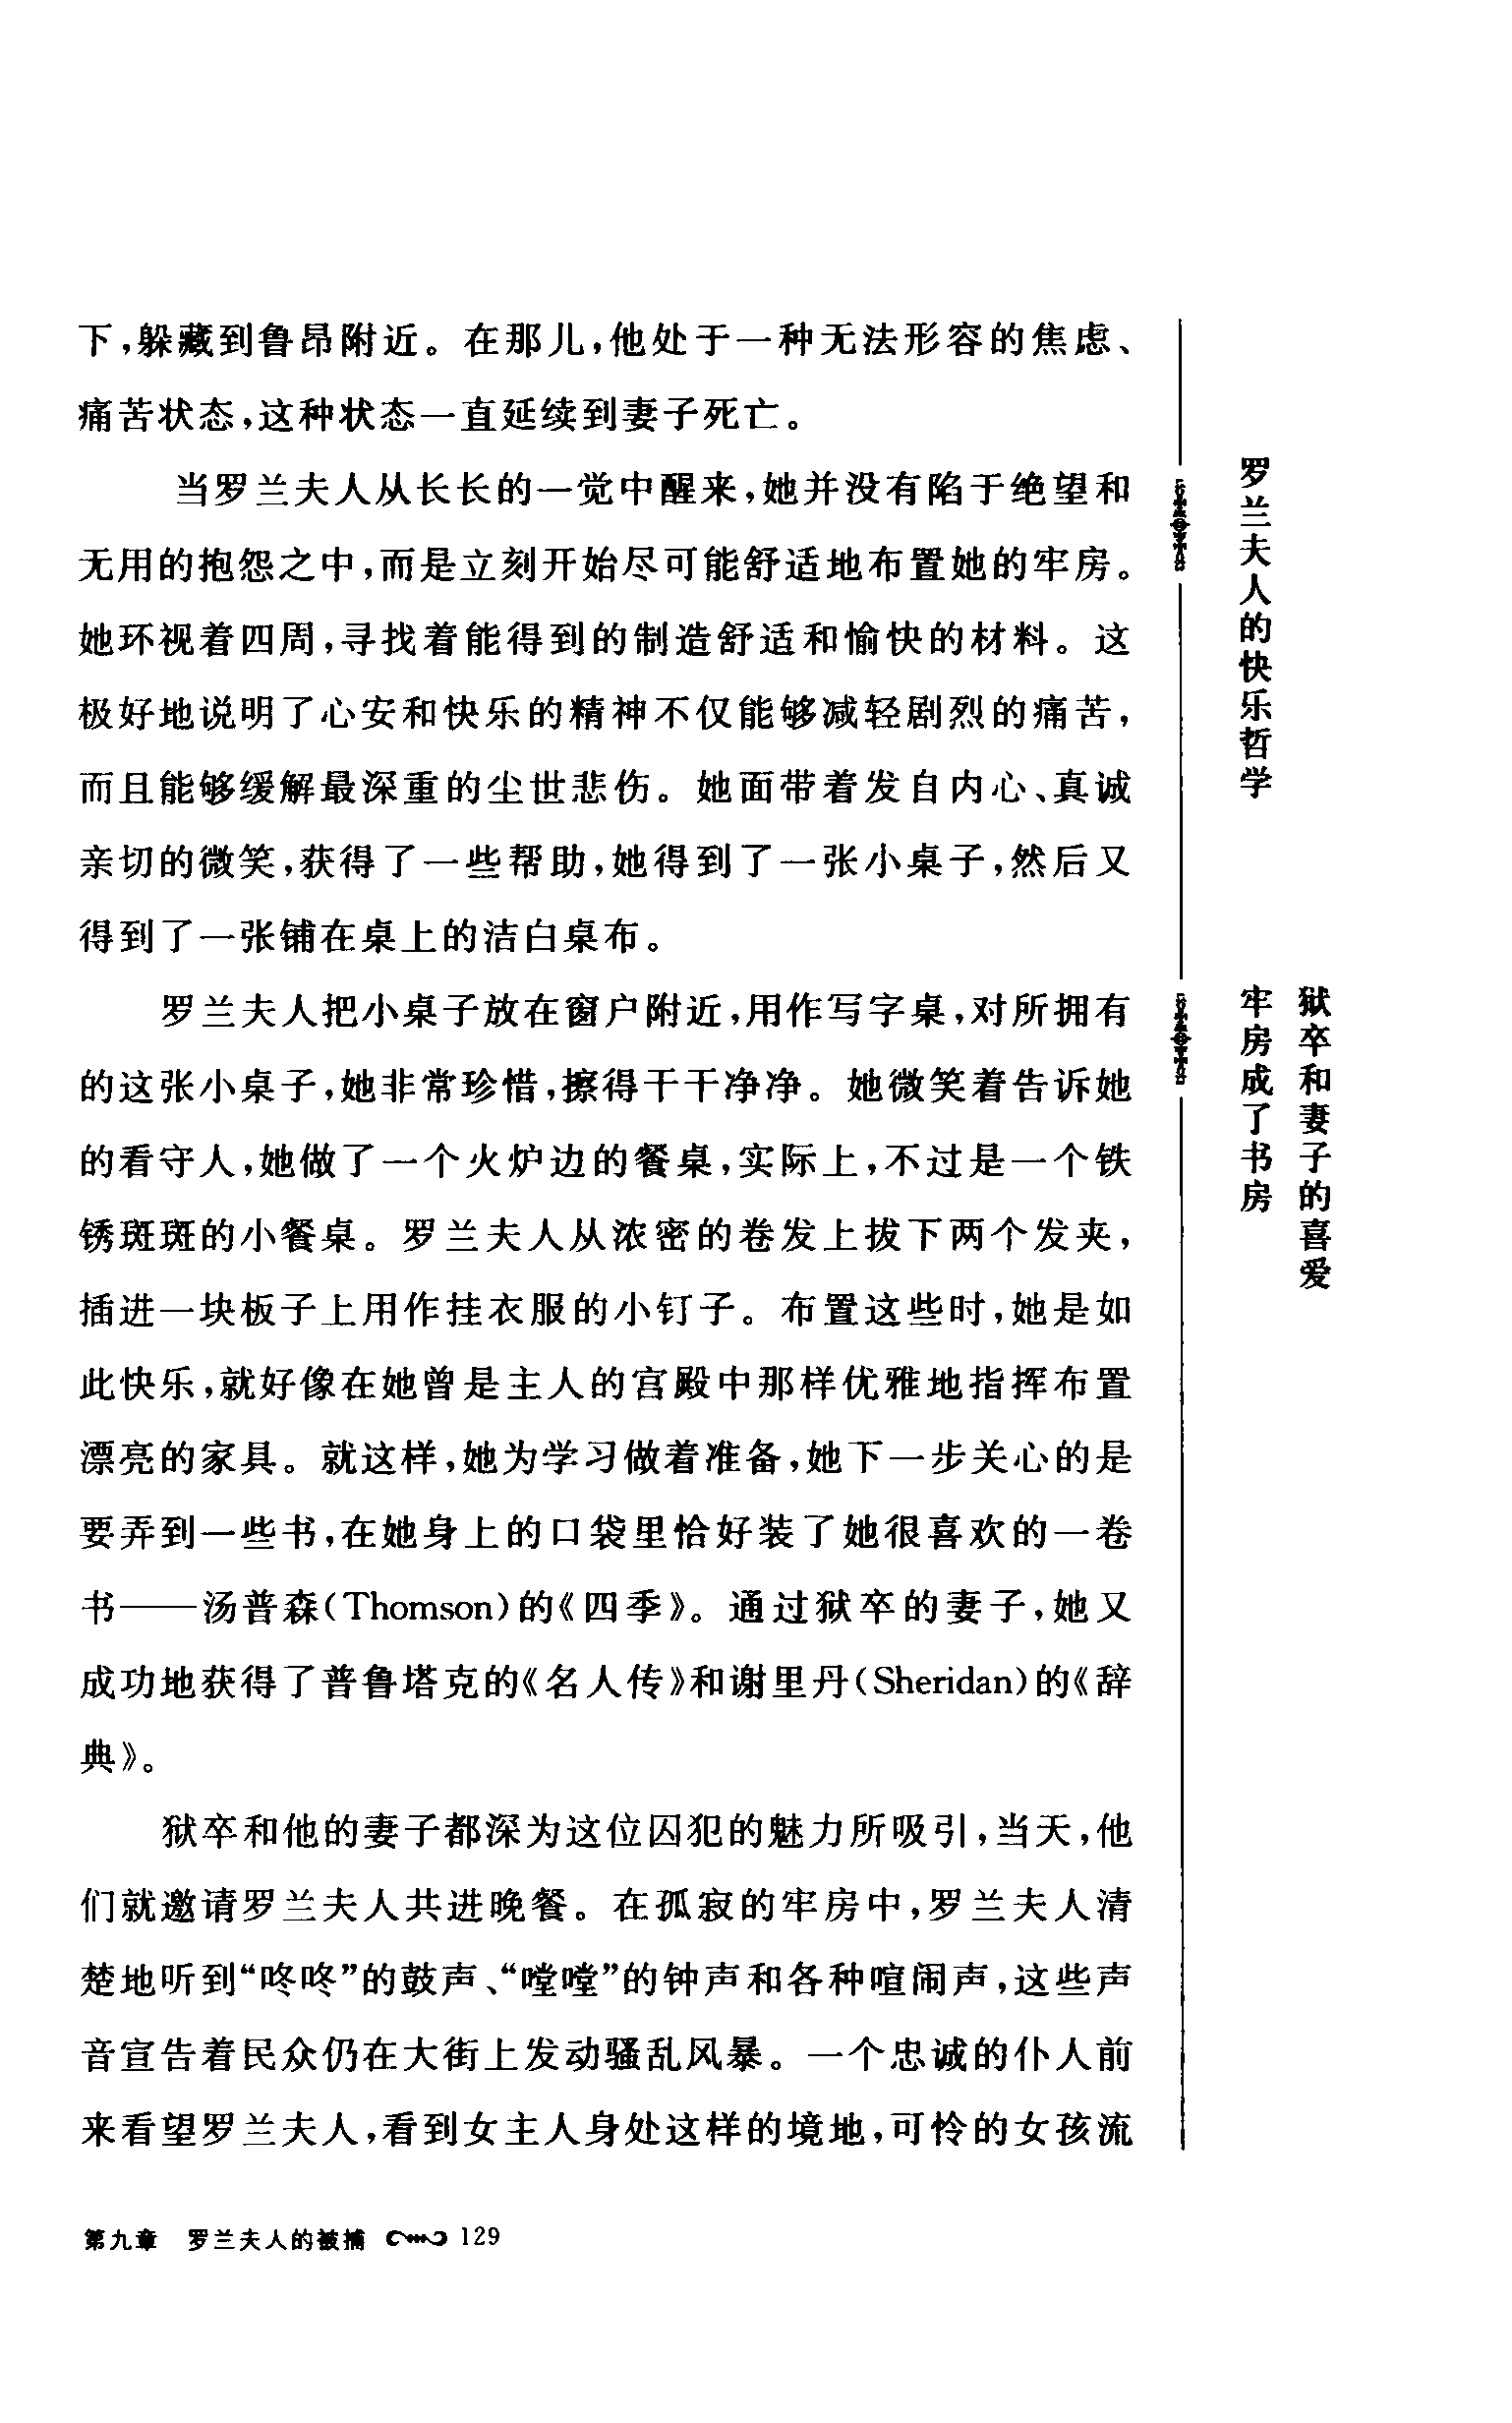 下,躲藏到鲁昂附近。在那儿,他处于一种无法形容的焦虑、
痛苦状态,这种状态一直延续到妻子死亡。
当罗兰夫人从长长的一觉中醒来,她并没有陷于绝望和
无用的抱怨之中,而是立刻开始尽可能舒适地布置她的牢房。
她环视着四周,寻找着能得到的制造舒适和愉快的材料。这
极好地说明了心安和快乐的精神不仅能够减轻剧烈的痛苦,
而且能够缓解最深重的尘世悲伤。她面带着发自内心、真诚
亲切的微笑,获得了一些帮助,她得到了一张小桌子,然后又
得到了一张铺在桌上的洁白桌布。
罗兰夫人把小桌子放在窗户附近,用作写字桌,对所拥有
的这张小桌子,她非常珍惜,擦得干干净净。她微笑着告诉她
的看守人,她做了一个火炉边的餐桌,实际上,不过是一个铁
锈斑斑的小餐桌。罗兰夫人从浓密的卷发上拔下两个发夹,
插进一块板子上用作挂衣服的小钉子。布置这些时,她是如
此快乐,就好像在她曾是主人的宫殿中那样优雅地指挥布置
漂亮的家具。就这样,她为学习做着准备,她下一步关心的是
要弄到一些书,在她身上的口袋里恰好装了她很喜欢的一卷
书——汤普森(Thomson)的《四季》。通过狱卒的妻子,她又
成功地获得了普鲁塔克的《名人传》和谢里丹(Sheridan)的《辞
典》。
狱卒和他的妻子都深为这位囚犯的魅力所吸引,当天,他
们就邀请罗兰夫人共进晚餐。在孤寂的牢房中,罗兰夫人清
楚地听到“咚咚”的鼓声、“嘡嘡”的钟声和各种喧闹声,这些声
音宣告着民众仍在大街上发动骚乱风暴。一个忠诚的仆人前
来看望罗兰夫人,看到女主人身处这样的境地,可怜的女孩流
罗兰夫人的快乐哲学
狱卒和妻子的喜爱
牢房成了书房
第九章 罗兰夫人的被捕 129